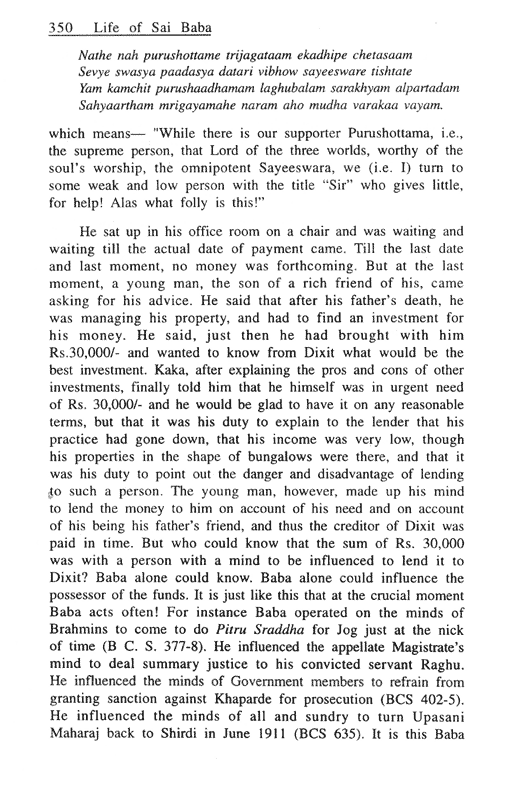 350 Life of Sai Baba
Nathe nah purushottame trijagataam ekadhipe chetasaam
Sevye swasya paadasya datari vibhow sayeesware tishtate
Yam kamchit purushaadhamam laghubalam sarakhyam alpartadam
Sahyaartham mrigayamahe naram aho mudha varakaa vayam.
which means— "While there is our supporter Purushottama, i.e.,
the supreme person, that Lord of the three worlds, worthy of the
soul's worship, the omnipotent Sayeeswara, we (i.e. I) turn to
some weak and low person with the title “Sir” who gives little,
for help! Alas what folly is this!”
He sat up in his office room on a chair and was waiting and
waiting till the actual date of payment came. Till the last date
and last moment, no money was forthcoming. But at the last
moment, a young man, the son of a rich friend of his, came
asking for his advice. He said that after his father's death, he
was managing his property, and had to find an investment for
his money. He said, just then he had brought with him
Rs.30,000/- and wanted to know from Dixit what would be the
best investment. Kaka, after explaining the pros and cons of other
investments, finally told him that he himself was in urgent need
of Rs. 30,000/- and he would be glad to have it on any reasonable
terms, but that it was his duty to explain to the lender that his
practice had gone down, that his income was very low, though
his properties in the shape of bungalows were there, and that it
was his duty to point out the danger and disadvantage of lending
to such a person. The young man, however, made up his mind
to lend the money to him on account of his need and on account
of his being his father's friend, and thus the creditor of Dixit was
paid in time. But who could know that the sum of Rs. 30,000
was with a person with a mind to be influenced to lend it to
Dixit? Baba alone could know. Baba alone could influence the
possessor of the funds. It is just like this that at the crucial moment
Baba acts often! For instance Baba operated on the minds of
Brahmins to come to do Pitru Sraddha for Jog just at the nick
of time (B C. S. 377-8). He influenced the appellate Magistrate's
mind to deal summary justice to his convicted servant Raghu.
He influenced the minds of Government members to refrain from
granting sanction against Khaparde for prosecution (BCS 402-5).
He influenced the minds of all and sundry to turn Upasani
Maharaj back to Shirdi in June 1911 (BCS 635). It is this Baba